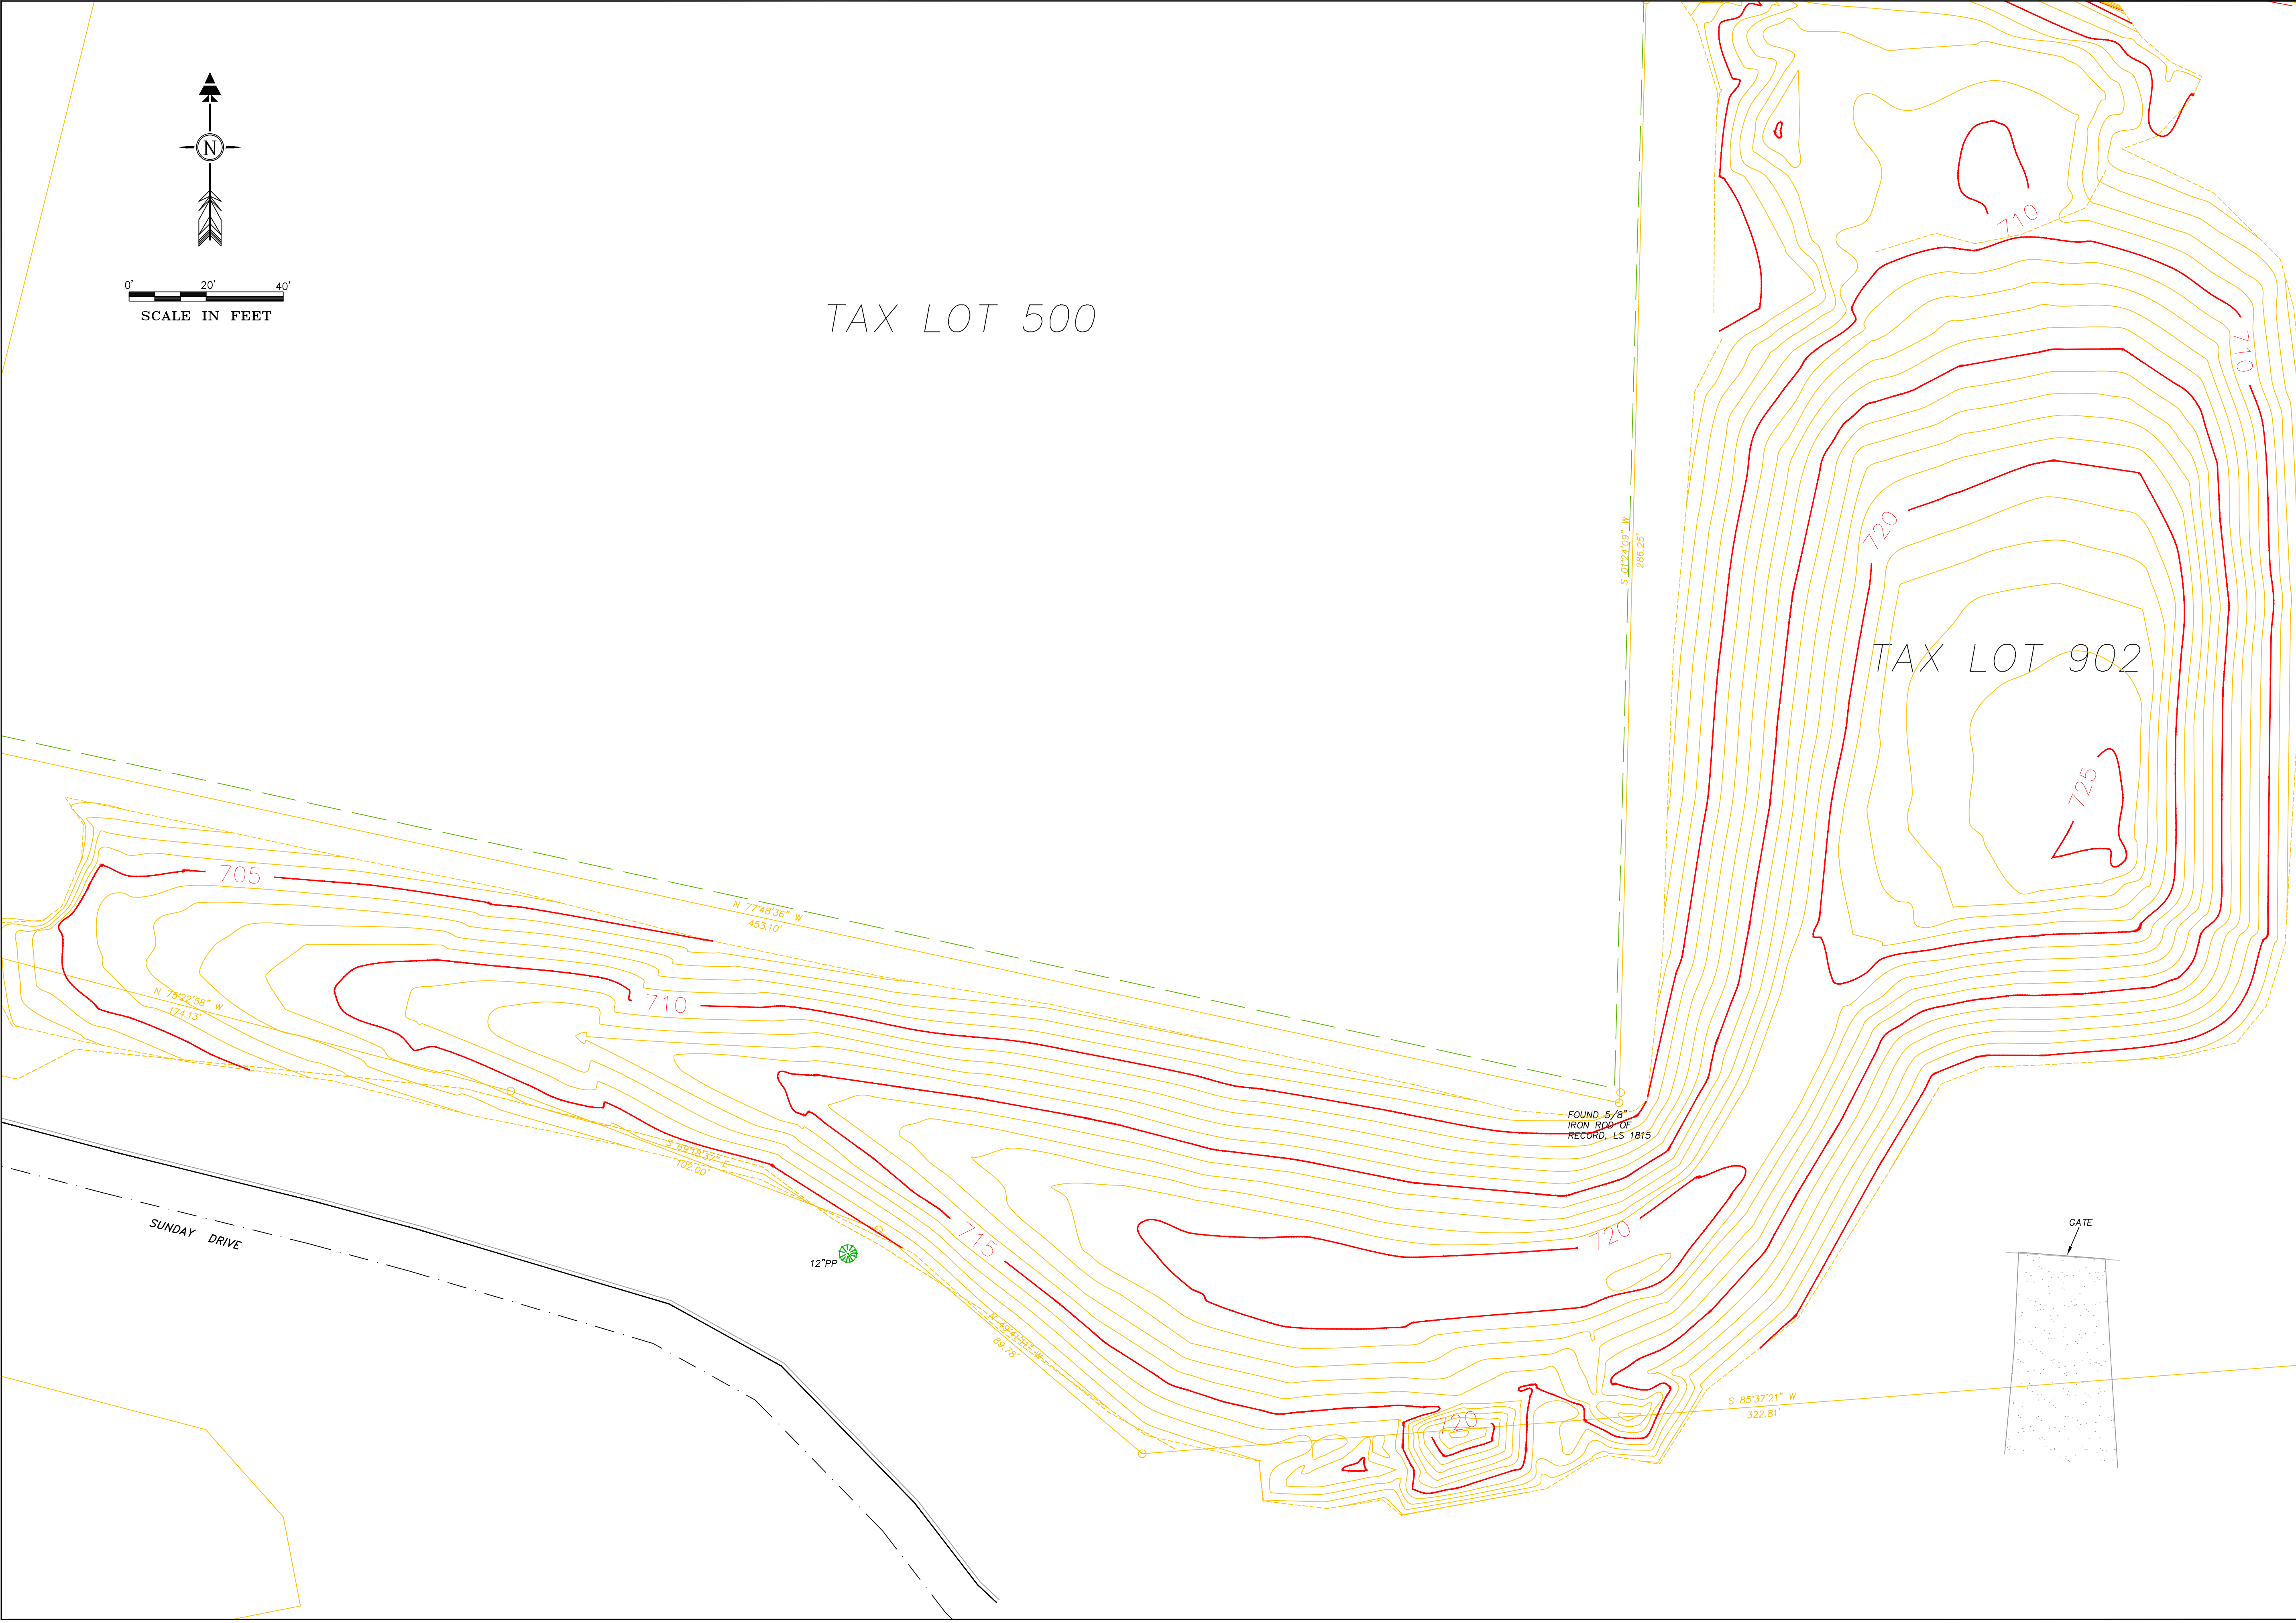 N
0' 20' 40'
SCALE IN FEET
TAX LOT 500
710
710
S 01°24'09" W
286.25'
720
TAX LOT 902
725
705
N 77°48'36" W
453.10'
710
N 75°22'58" W
174.13'
FOUND 5/8"
IRON ROD OF
RECORD, LS 1815
S 69°18'37" E
102.00'
SUNDAY DRIVE
12"PP
715
720
GATE
89.78'
S 85°37'21" W
322.81'
720